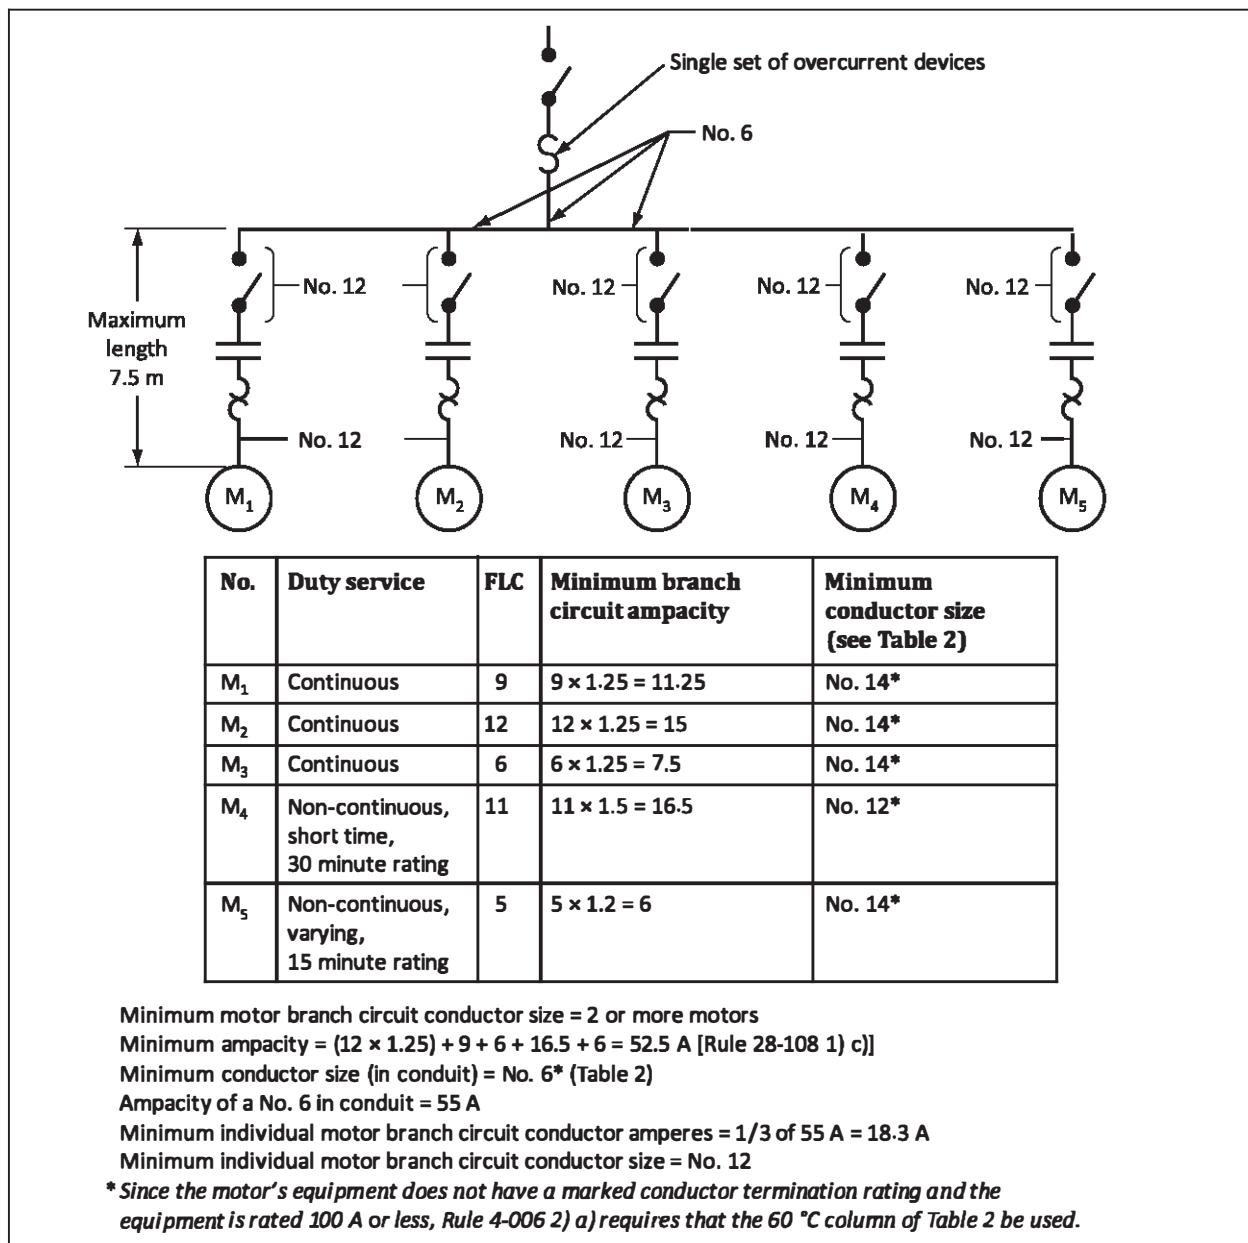 Single set of overcurrent devices
No. 6
No. 12
No. 12
No. 12
No. 12
Maximum
length
7.5 m
No. 12
No. 12
No. 12
No. 12
M₁
M₂
M₃
M₄
M₅
No. Duty service FLC Minimum branch circuit ampacity Minimum conductor size (see Table 2)
M₁ Continuous 9 9 × 1.25 = 11.25 No. 14*
M₂ Continuous 12 12 × 1.25 = 15 No. 14*
M₃ Continuous 6 6 × 1.25 = 7.5 No. 14*
M₄ Non-continuous, short time, 30 minute rating 11 11 × 1.5 = 16.5 No. 12*
M₅ Non-continuous, varying, 15 minute rating 5 5 × 1.2 = 6 No. 14*
Minimum motor branch circuit conductor size = 2 or more motors
Minimum ampacity = (12 × 1.25) + 9 + 6 + 16.5 + 6 = 52.5 A [Rule 28-108 1) c)]
Minimum conductor size (in conduit) = No. 6* (Table 2)
Ampacity of a No. 6 in conduit = 55 A
Minimum individual motor branch circuit conductor amperes = 1/3 of 55 A = 18.3 A
Minimum individual motor branch circuit conductor size = No. 12
* Since the motor's equipment does not have a marked conductor termination rating and the
equipment is rated 100 A or less, Rule 4-006 2) a) requires that the 60 °C column of Table 2 be used.